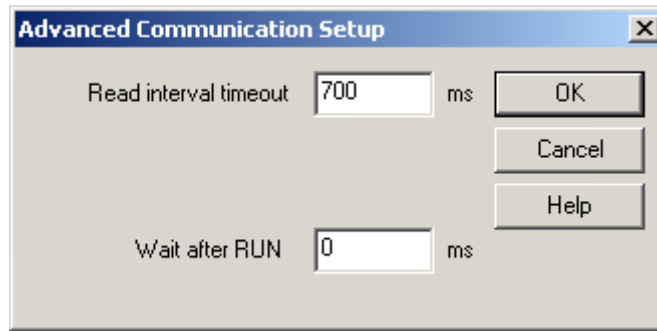 Advanced Communication Setup
Read interval timeout 700 ms OK
Cancel
Help
Wait after RUN 0 ms